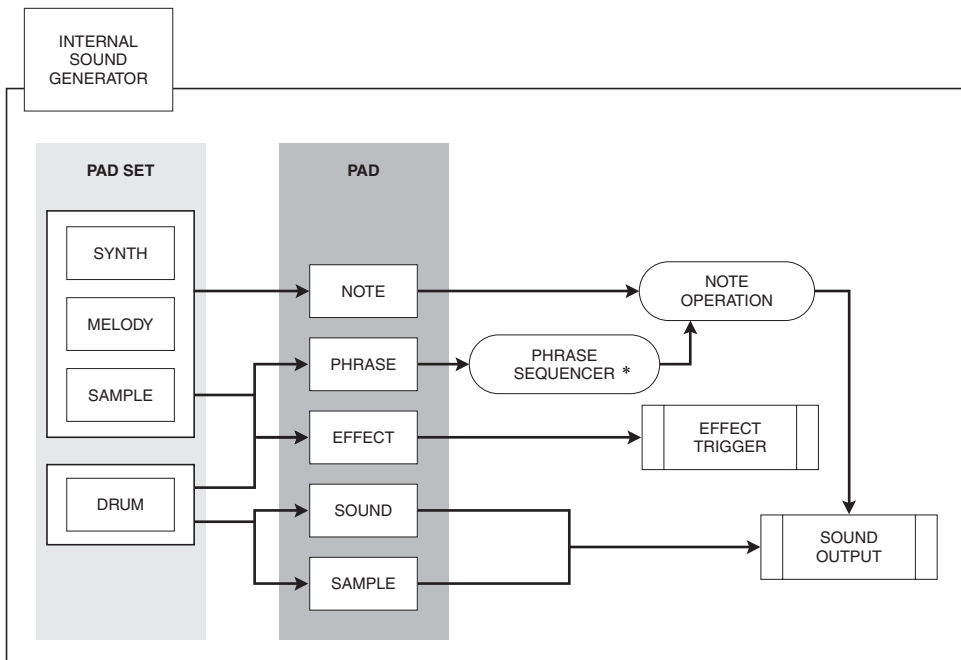 INTERNAL
SOUND
GENERATOR
PAD SET
PAD
SYNTH
MELODY
SAMPLE
DRUM
NOTE
PHRASE
EFFECT
SOUND
SAMPLE
NOTE
OPERATION
PHRASE
SEQUENCER *
EFFECT
TRIGGER
SOUND
OUTPUT